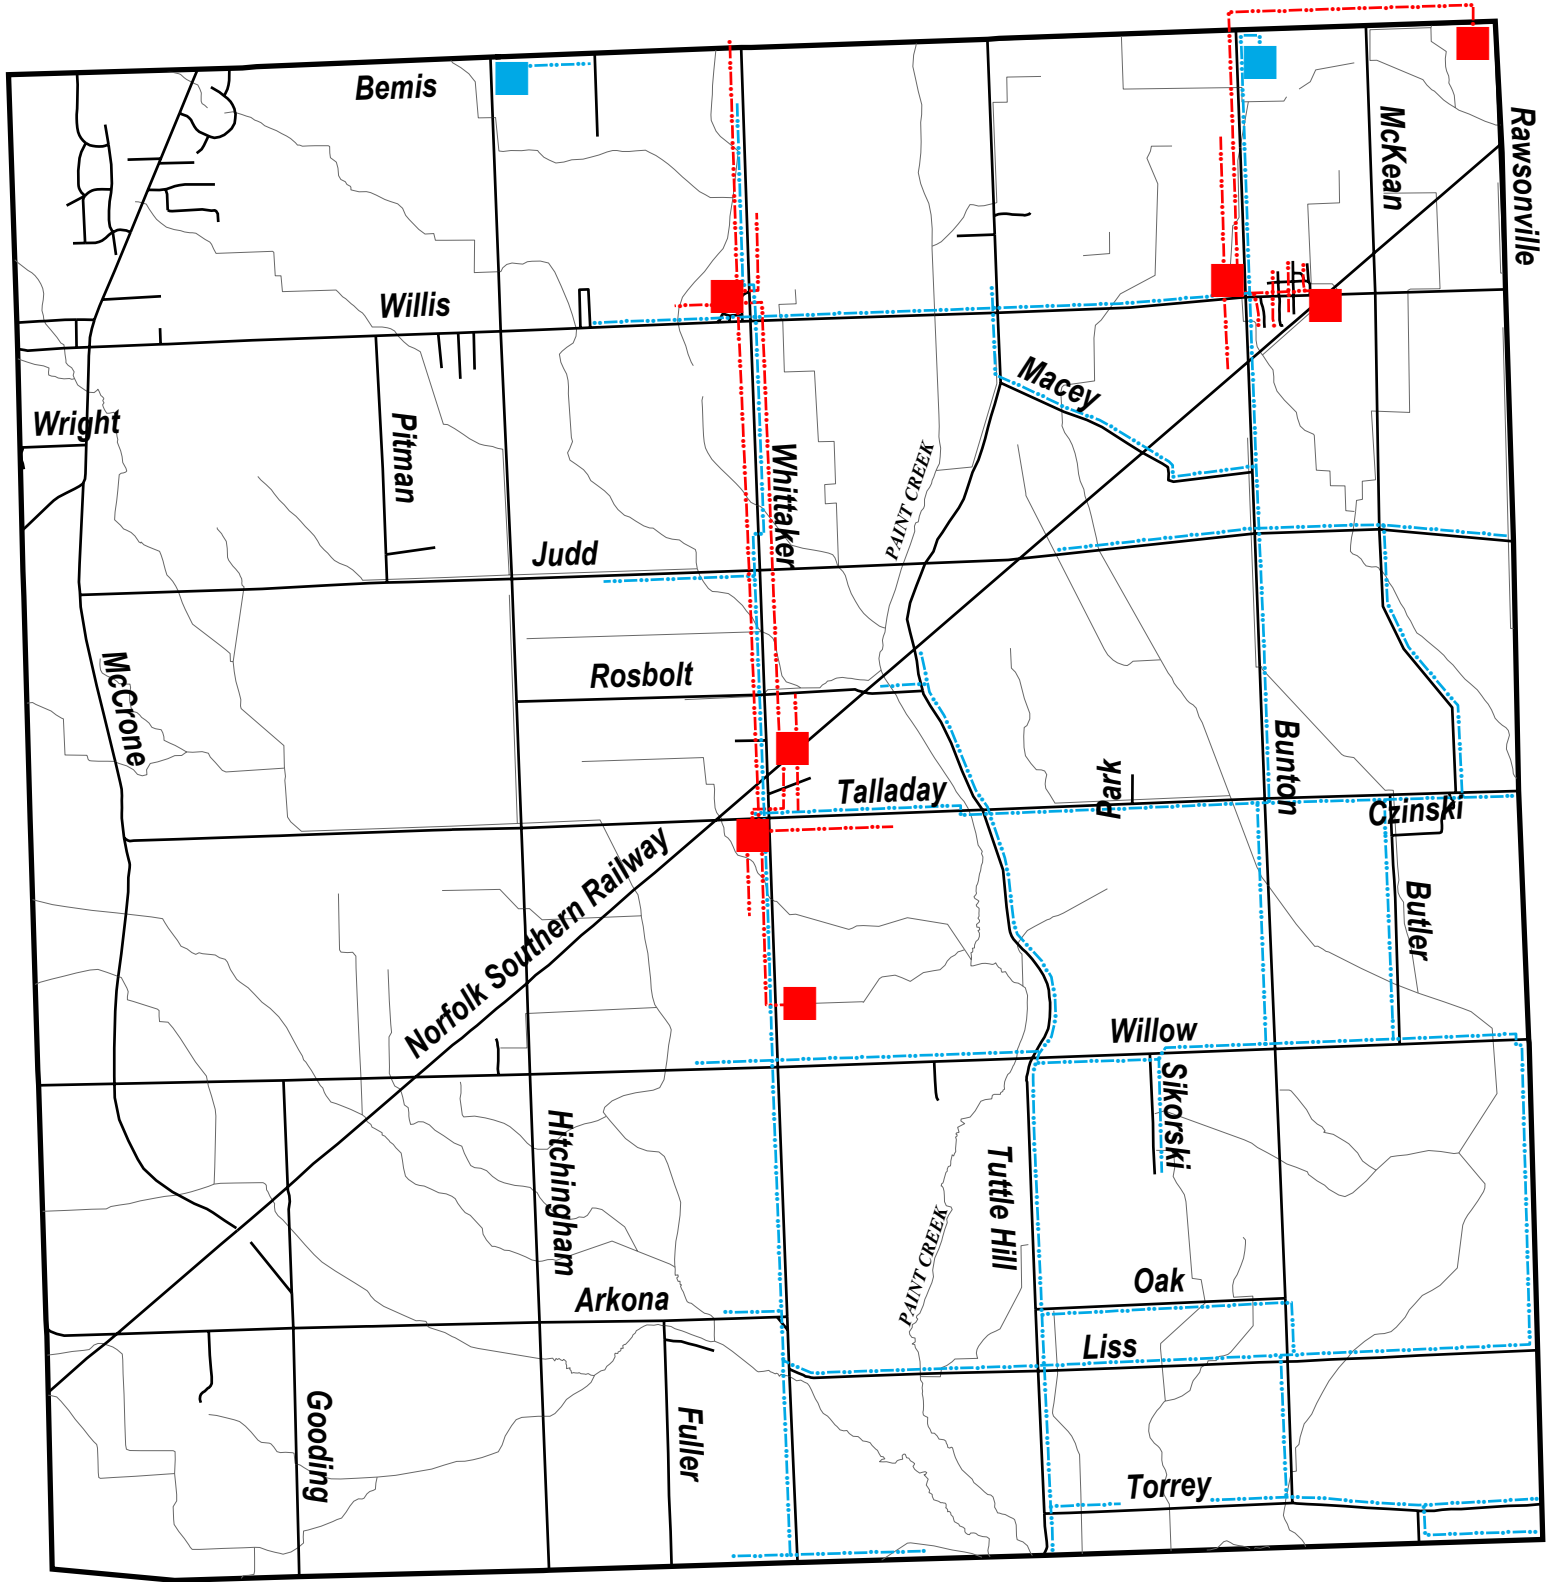 Bemis
McKean
Rawsonville
Willis
Macey
Wright
Pitman
Whittaker
PAINT CREEK
Judd
McCrone
Rosbolt
Bunton
Park
Talladay
Czinski
Norfolk Southern Railway
Butler
Willow
Sikorski
Hitchingham
Tuttle Hill
PAINT CREEK
Oak
Arkona
Liss
Gooding
Fuller
Torrey